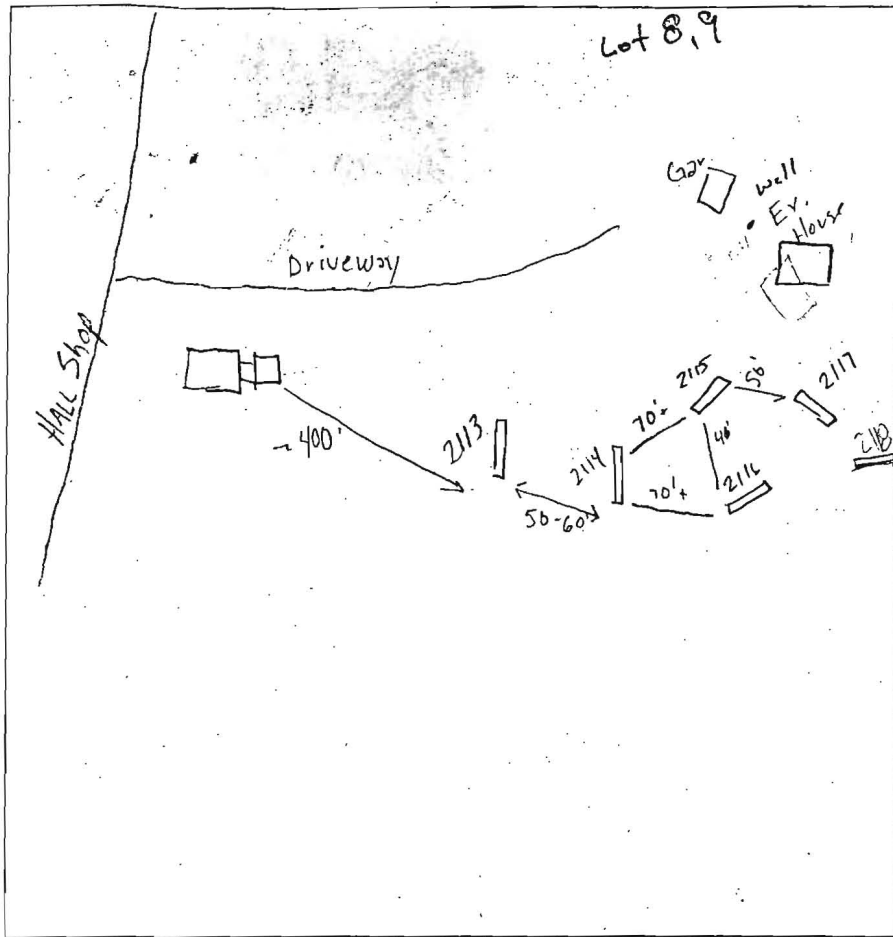 Lot 8,9
Gar
Well
Ex.
House
Driveway
HALL Shop
~400'
2113
50-60'
2114
70'+
70'+
2115
40'
2116
50'
2117
2118